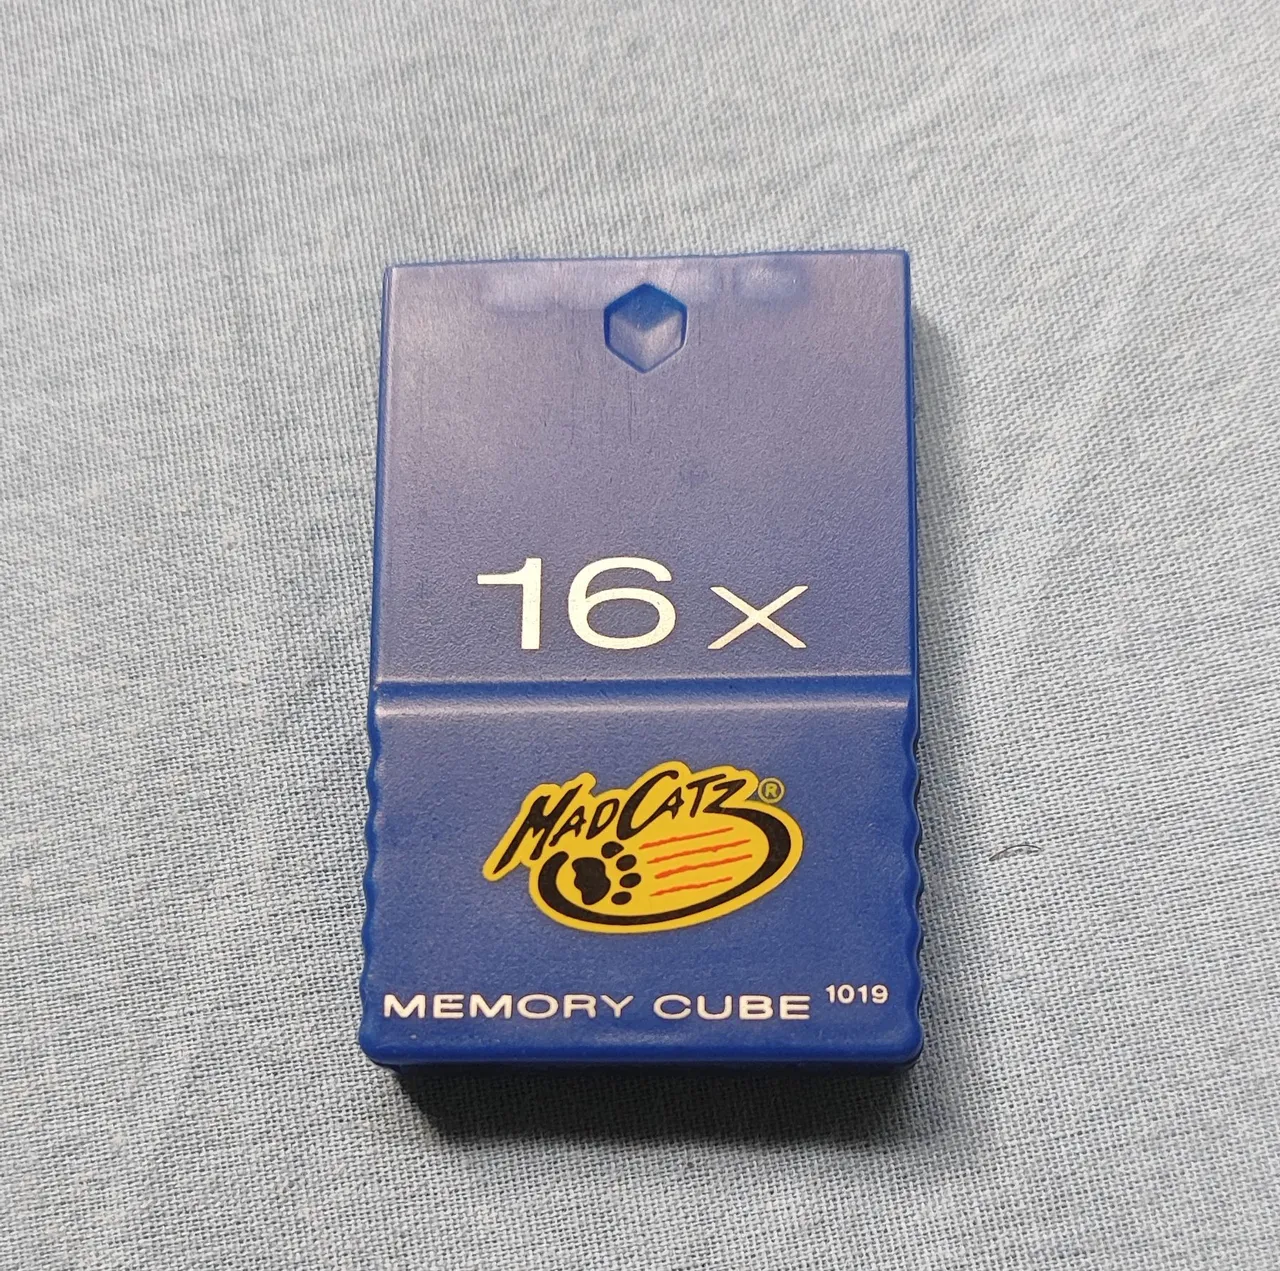 16x
MADCATZ®
MEMORY CUBE 1019